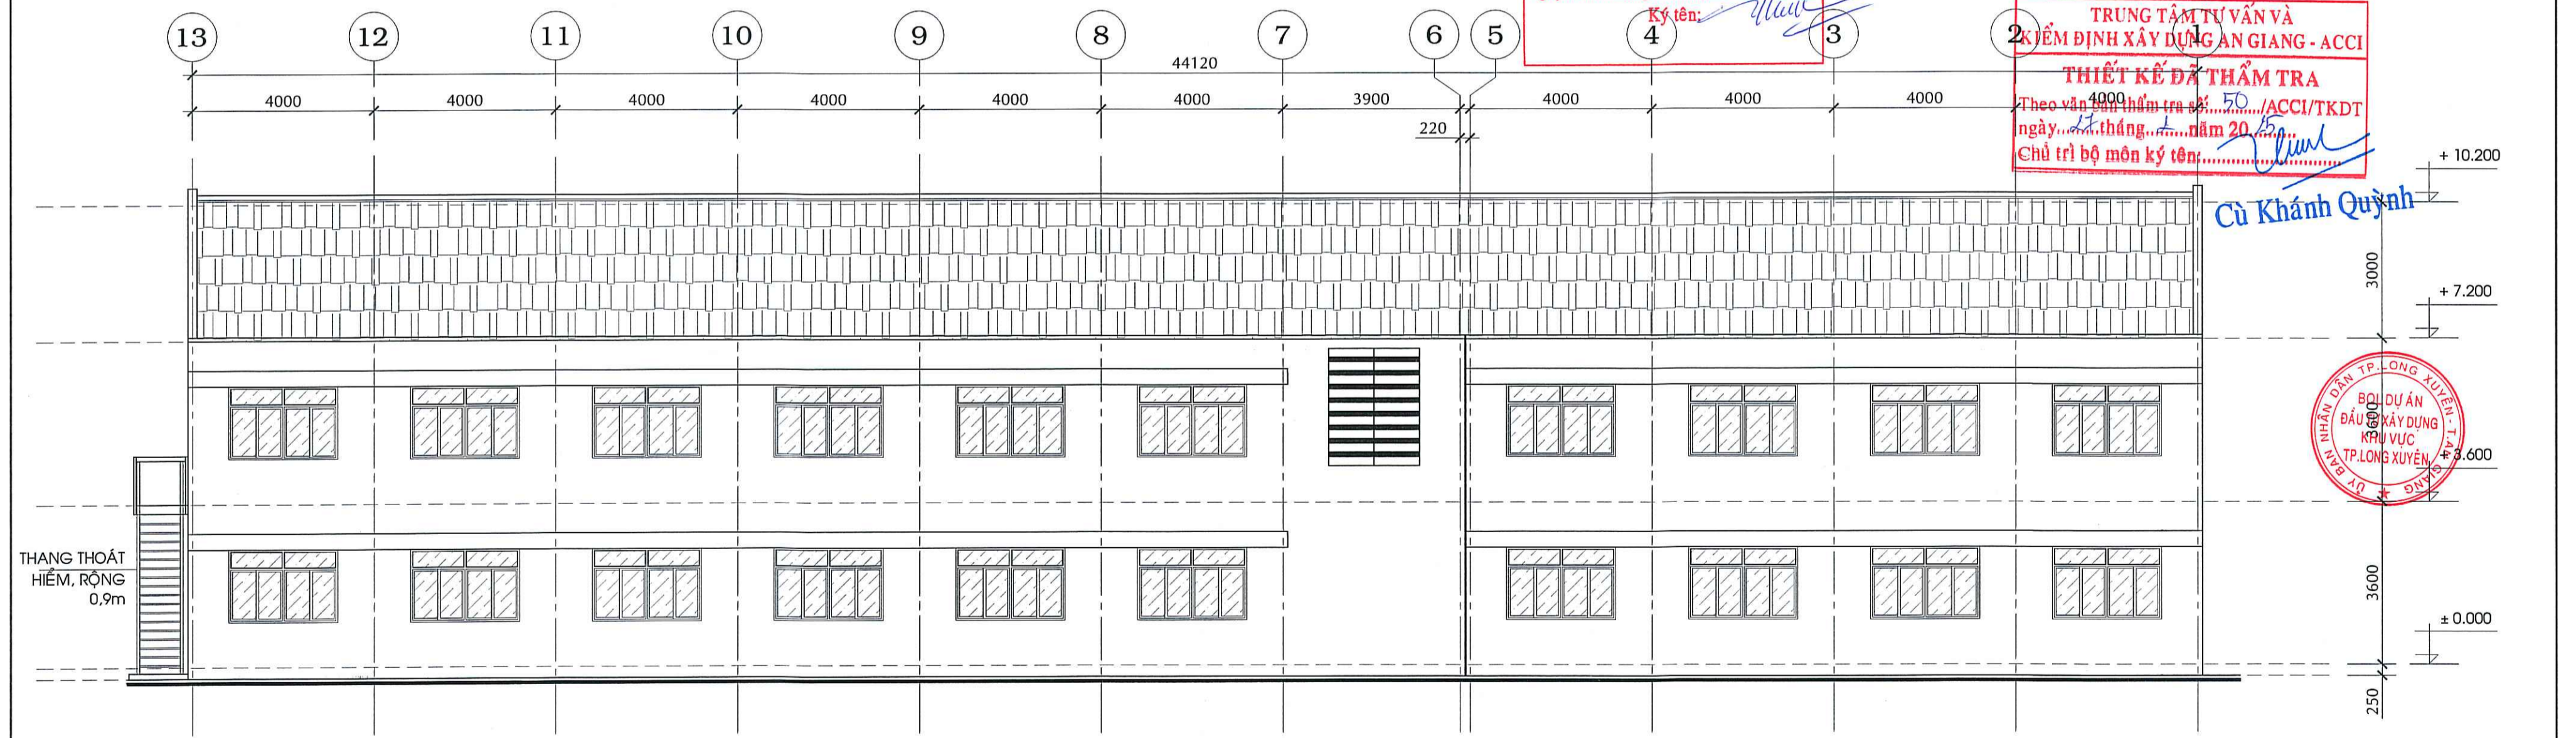 Ký tên:
TRUNG TÂM TƯ VẤN VÀ
KIỂM ĐỊNH XÂY DỰNG AN GIANG - ACCI
THIẾT KẾ ĐÃ THẨM TRA
Theo văn bản thẩm tra số: 50 /ACCI/TKDT
ngày 27 tháng 1 năm 20 15
Chủ trì bộ môn ký tên:
Cù Khánh Quỳnh
13 12 11 10 9 8 7 6 5 4 3 2 1
44120
4000 4000 4000 4000 4000 4000 3900 4000 4000 4000 4000
220
+ 10.200
3000
+ 7.200
3600
+ 3.600
3600
± 0.000
250
ỦY BAN NHÂN DÂN TP.LONG XUYÊN - T.AN GIANG
BQL DỰ ÁN
ĐẦU TƯ XÂY DỰNG
KHU VỰC
TP.LONG XUYÊN
THANG THOÁT
HIỂM, RỘNG
0,9m